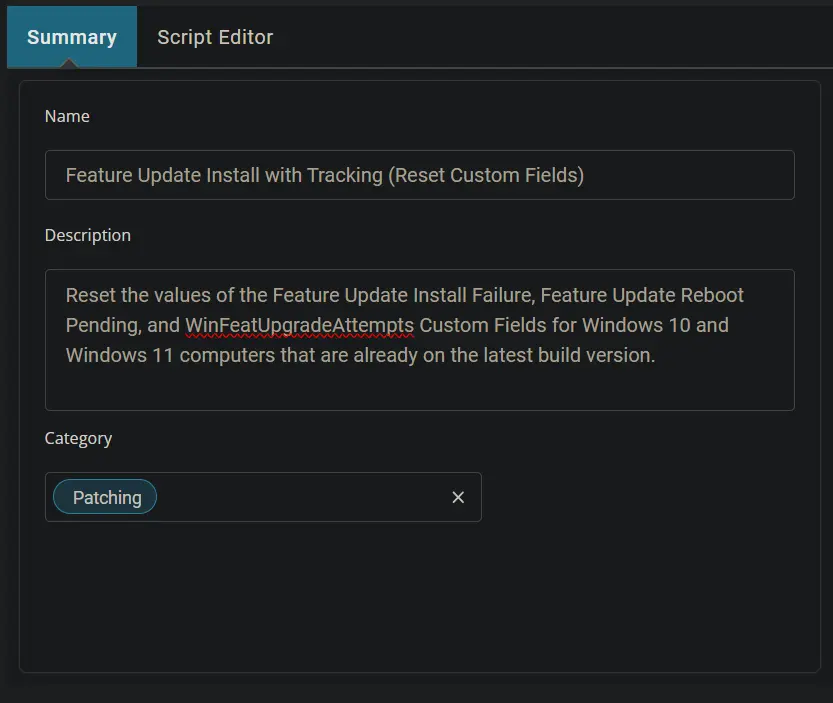 Summary Script Editor
Name
Feature Update Install with Tracking (Reset Custom Fields)
Description
Reset the values of the Feature Update Install Failure, Feature Update Reboot
Pending, and WinFeatUpgradeAttempts Custom Fields for Windows 10 and
Windows 11 computers that are already on the latest build version.
Category
Patching